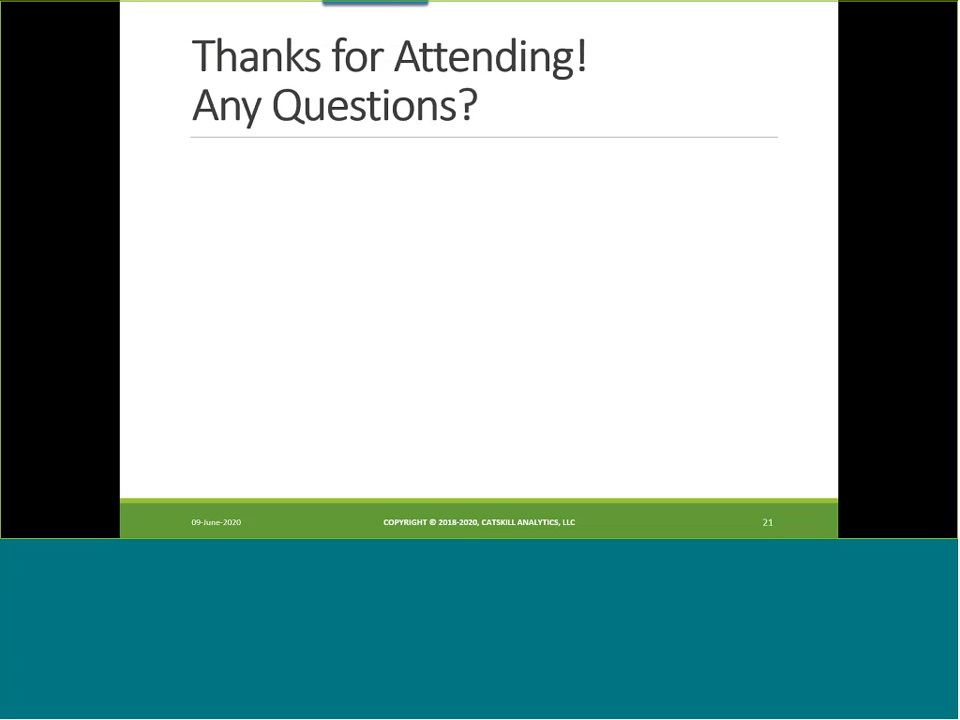 Thanks for Attending!
Any Questions?
09-June-2020
COPYRIGHT © 2018-2020, CATSKILL ANALYTICS, LLC
21